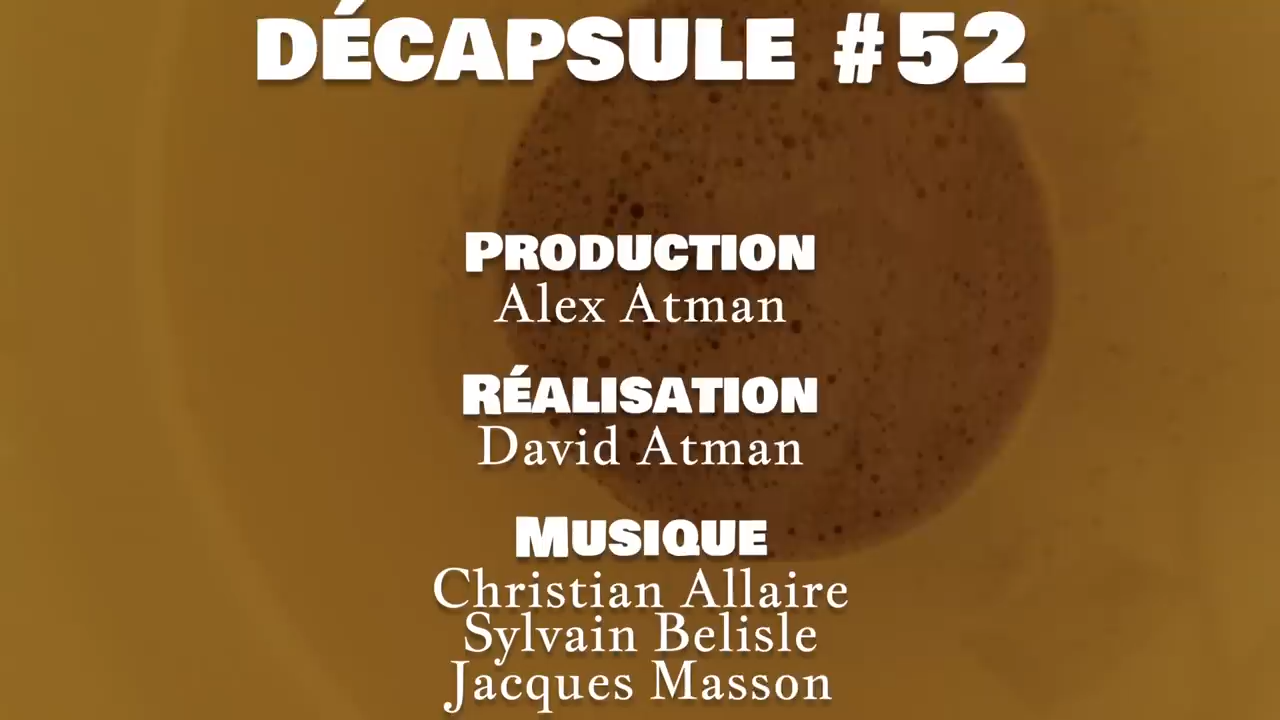 DÉCAPSULE #52
PRODUCTION
Alex Atman
RÉALISATION
David Atman
MUSIQUE
Christian Allaire
Sylvain Belisle
Jacques Masson